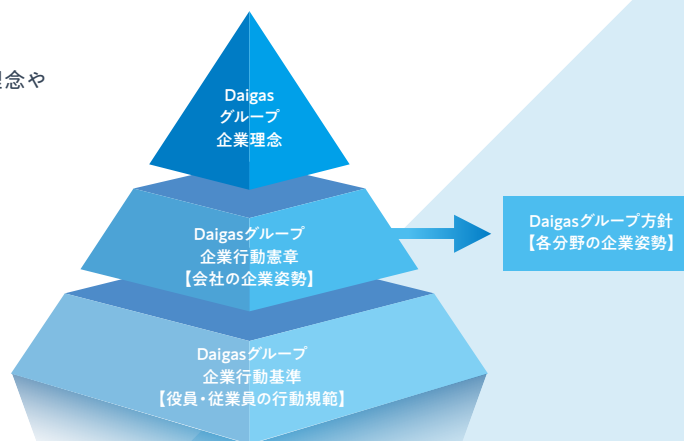 理念や
Daigas
グループ
企業理念
Daigasグループ
企業行動憲章
【会社の企業姿勢】
Daigasグループ方針
【各分野の企業姿勢】
Daigasグループ
企業行動基準
【役員・従業員の行動規範】